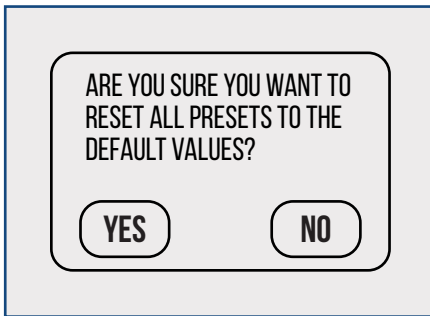 ARE YOU SURE YOU WANT TO
RESET ALL PRESETS TO THE
DEFAULT VALUES?
YES NO